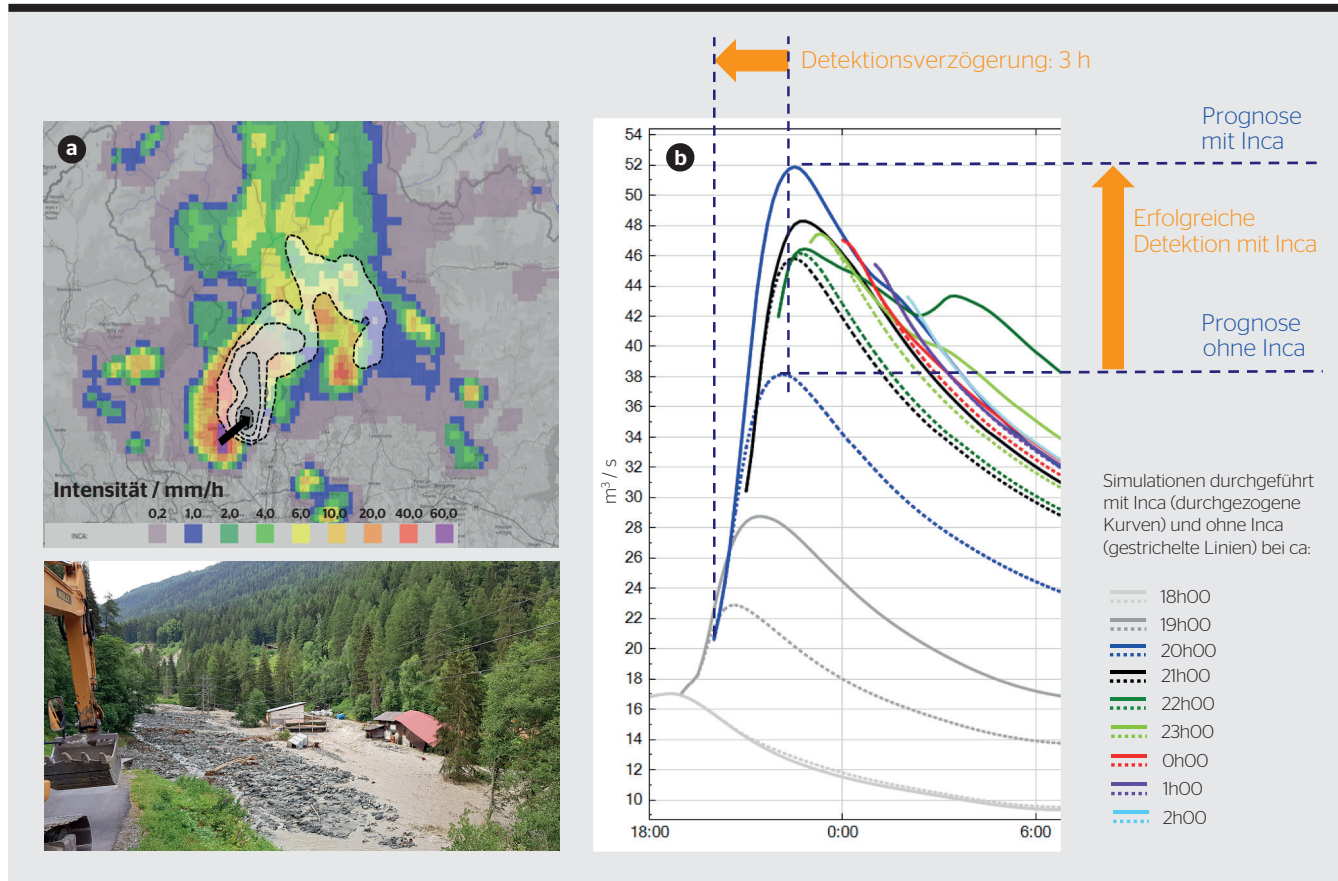 Detektionsverzögerung: 3 h
a
Intensität / mm/h
0,2 1,0 2,0 4,0 6,0 10,0 20,0 40,0 60,0
INCA:
b
54
52
50
48
46
44
42
40
38
36
34
32
30
28
26
24
22
20
18
16
14
12
10
m³ / s
18:00 0:00 6:00
Prognose
mit Inca
Erfolgreiche
Detektion mit Inca
Prognose
ohne Inca
Simulationen durchgeführt
mit Inca (durchgezogene
Kurven) und ohne Inca
(gestrichelte Linien) bei ca:
18h00
19h00
20h00
21h00
22h00
23h00
0h00
1h00
2h00